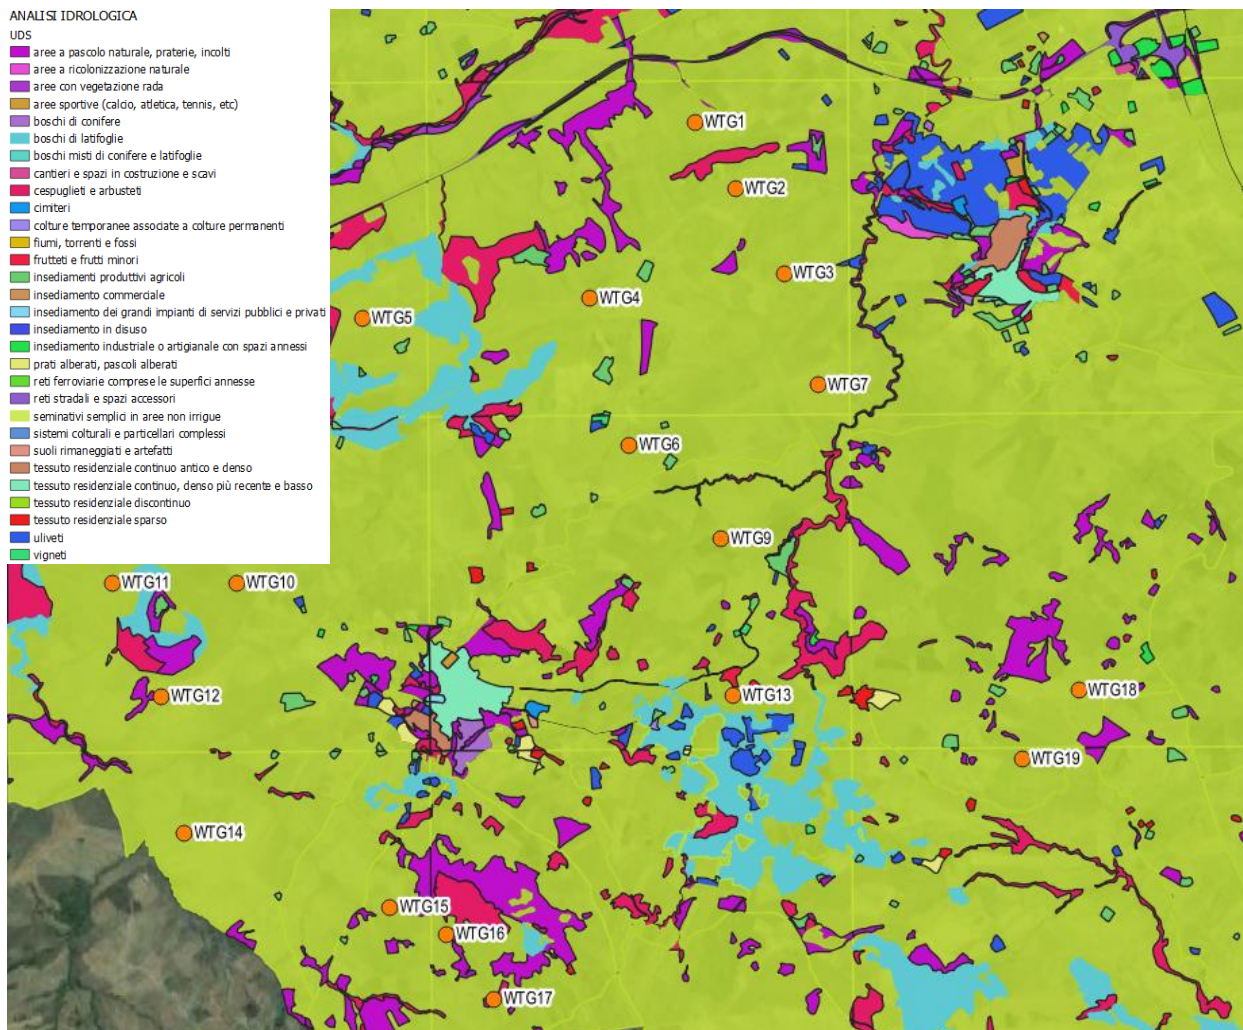 ANALISI IDROLOGICA
UDS
aree a pascolo naturale, praterie, incolti
aree a ricolonizzazione naturale
aree con vegetazione rada
aree sportive (calcio, atletica, tennis, etc)
boschi di conifere
boschi di latifoglie
boschi misti di conifere e latifoglie
cantieri e spazi in costruzione e scavi
cespuglieti e arbusteti
cimiteri
colture temporanee associate a colture permanenti
fiumi, torrenti e fossi
frutteti e frutti minori
insediamenti produttivi agricoli
insediamento commerciale
insediamento dei grandi impianti di servizi pubblici e privati
insediamento in disuso
insediamento industriale o artigianale con spazi annessi
prati alberati, pascoli alberati
reti ferroviarie comprese le superfici annesse
reti stradali e spazi accessori
seminativi semplici in aree non irrigue
sistemi colturali e particellari complessi
suoli rimaneggiati e artefatti
tessuto residenziale continuo antico e denso
tessuto residenziale continuo, denso più recente e basso
tessuto residenziale discontinuo
tessuto residenziale sparso
uliveti
vigneti
WTG1
WTG2
WTG3
WTG4
WTG5
WTG7
WTG6
WTG9
WTG11
WTG10
WTG12
WTG13
WTG18
WTG19
WTG14
WTG15
WTG16
WTG17